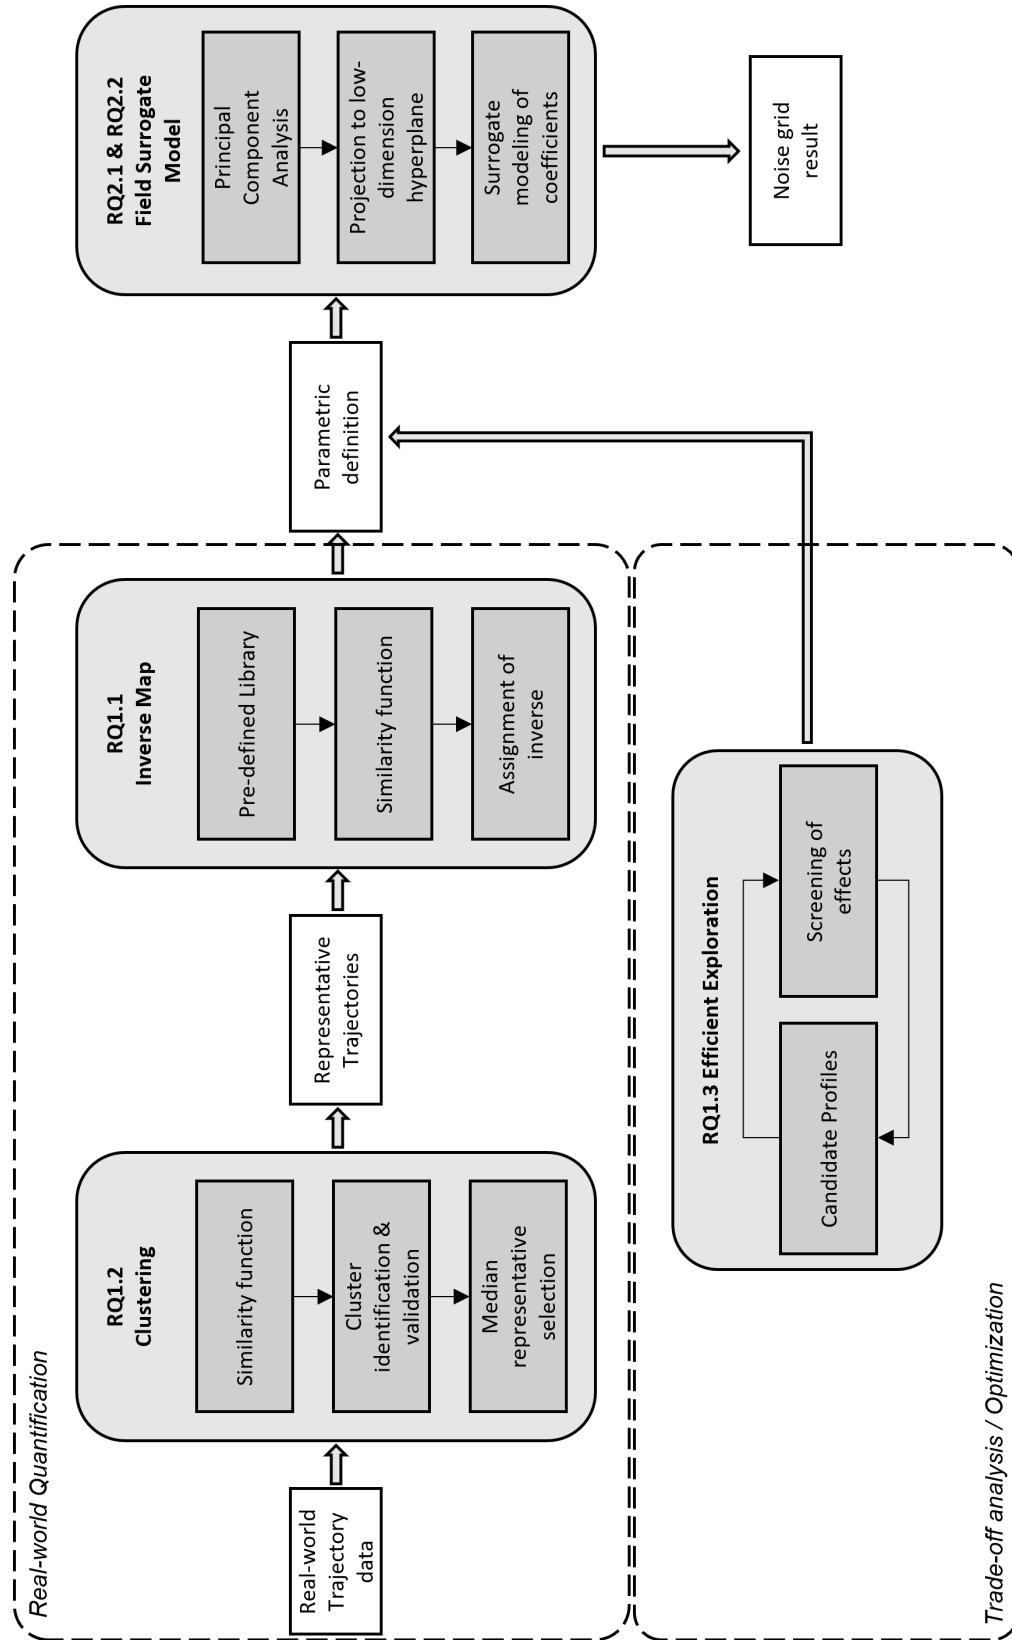 Real-world Quantification
Real-world
Trajectory
data
RQ1.2
Clustering
Similarity function
Cluster
identification &
validation
Median
representative
selection
Representative
Trajectories
RQ1.1
Inverse Map
Pre-defined Library
Similarity function
Assignment of
inverse
Parametric
definition
RQ2.1 & RQ2.2
Field Surrogate
Model
Principal
Component
Analysis
Projection to low-
dimension
hyperplane
Surrogate
modeling of
coefficients
Noise grid
result
RQ1.3 Efficient Exploration
Candidate Profiles
Screening of
effects
Trade-off analysis / Optimization